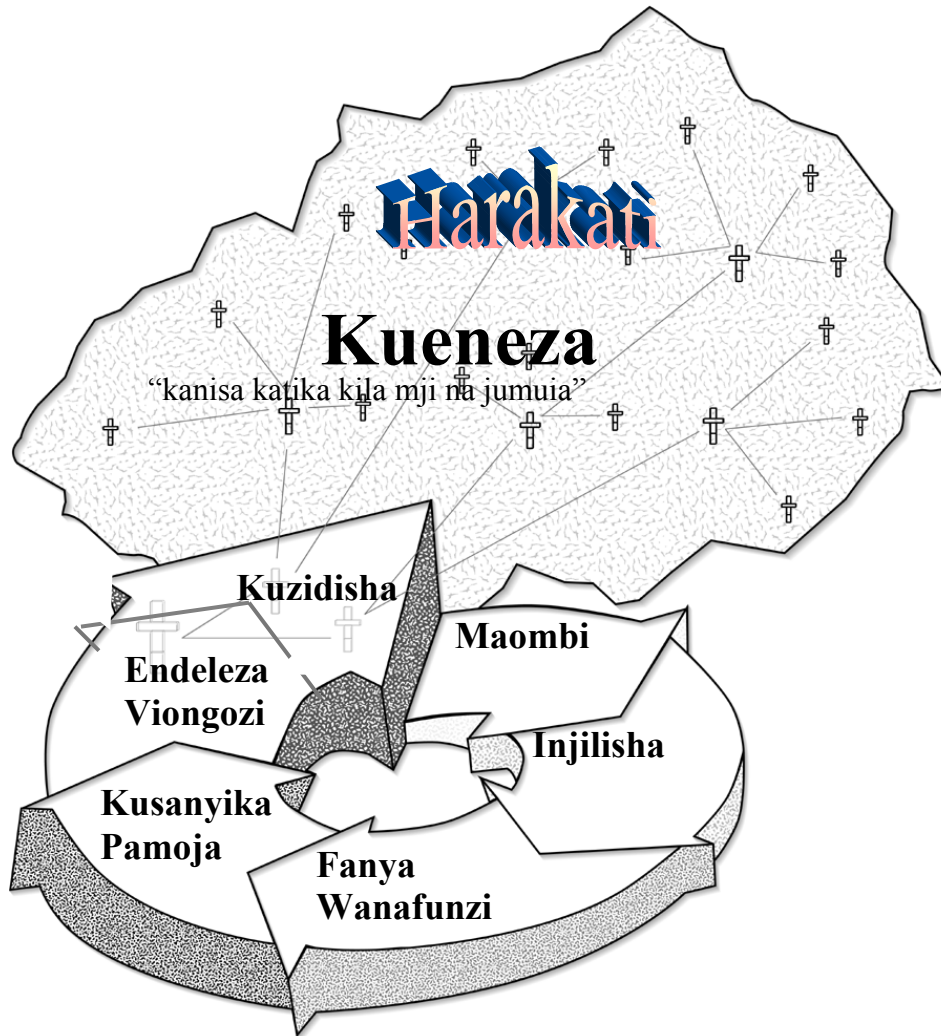 Harakati
Kueneza
“kanisa katika kila mji na jumuia”
Kuzidisha
Maombi
Endeleza
Viongozi
Injilisha
Kusanyika
Pamoja
Fanya
Wanafunzi